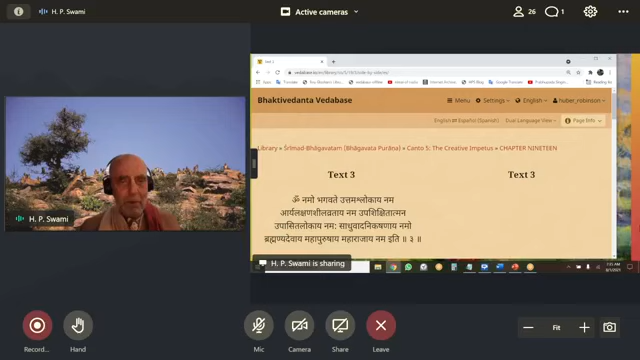 H. P. Swami
Active cameras
26
1
H. P. Swami
Text 3
Bhaktivedanta Vedabase
Menu
Settings
English
huber_robinson
English
Español (Spanish)
Dual Language View
Page Info
Library » Śrīmad-Bhāgavatam (Bhāgavata Purāṇa) » Canto 5: The Creative Impetus » CHAPTER NINETEEN
Text 3
Text 3
ॐ नमो भगवते उत्तमश्लोकाय नम
आर्यलक्षणशीलव्रताय नम उपशिक्षितात्मन
उपासितलोकाय नम: साधुवादनिकषणाय नमो
ब्रह्मण्यदेवाय महापुरुषाय महाराजाय नम इति ॥ ३ ॥
H. P. Swami is sharing
Record...
Hand
Mic
Camera
Share
Leave
Fit